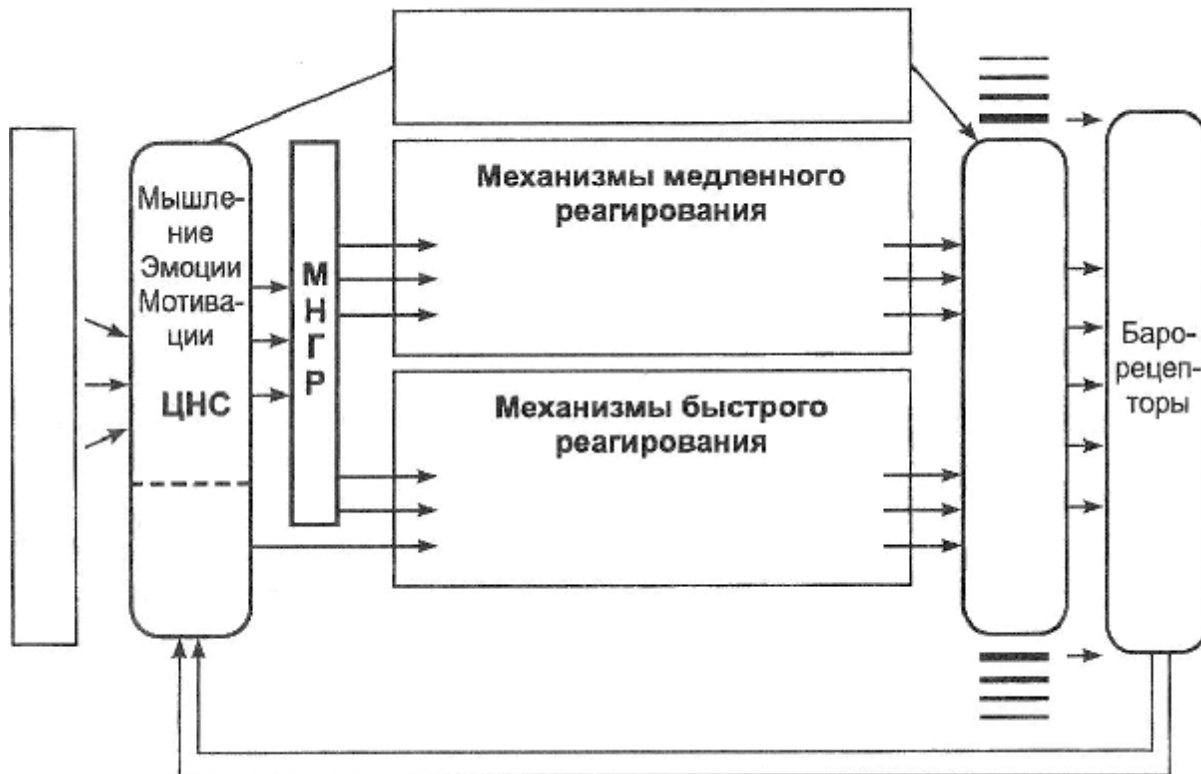 Мышле-
ние
Эмоции
Мотива-
ции
ЦНС
М
Н
Г
Р
Механизмы медленного
реагирования
Механизмы быстрого
реагирования
Баро-
рецеп-
торы